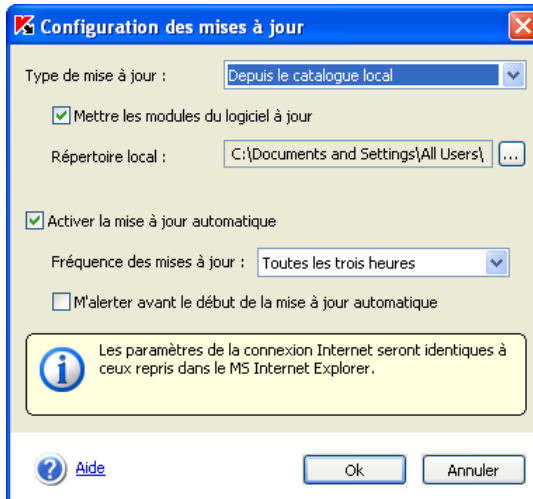 Configuration des mises à jour
Type de mise à jour : Depuis le catalogue local
Mettre les modules du logiciel à jour
Répertoire local : C:\Documents and Settings\All Users\ ...
Activer la mise à jour automatique
Fréquence des mises à jour : Toutes les trois heures
M'alerter avant le début de la mise à jour automatique
Les paramètres de la connexion Internet seront identiques à
ceux repris dans le MS Internet Explorer.
Aide Ok Annuler